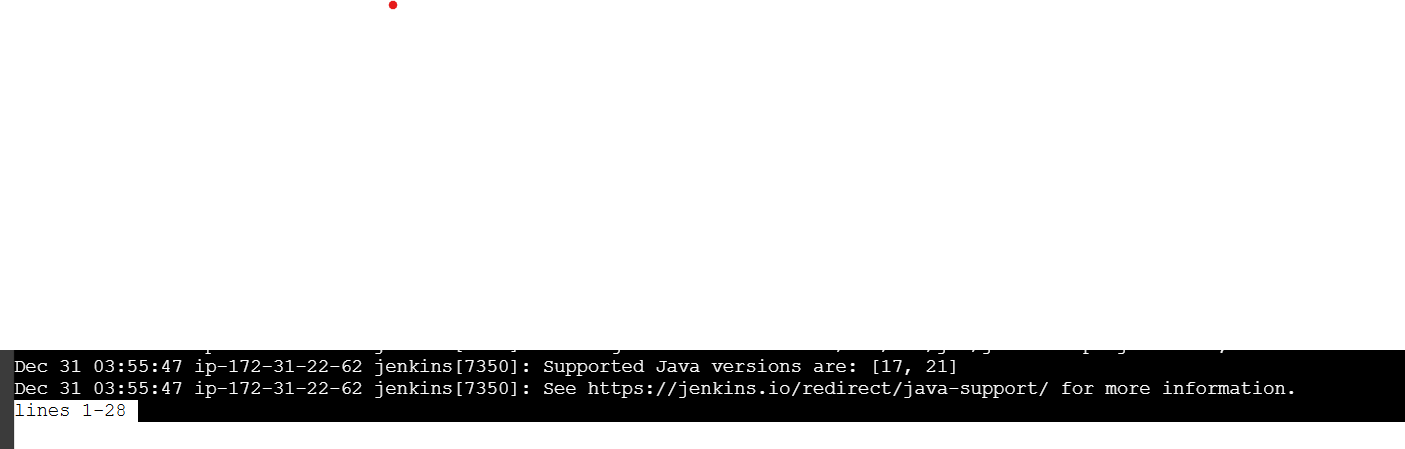 Dec 31 03:55:47 ip-172-31-22-62 jenkins[7350]: Supported Java versions are: [17, 21]
Dec 31 03:55:47 ip-172-31-22-62 jenkins[7350]: See https://jenkins.io/redirect/java-support/ for more information.
lines 1-28